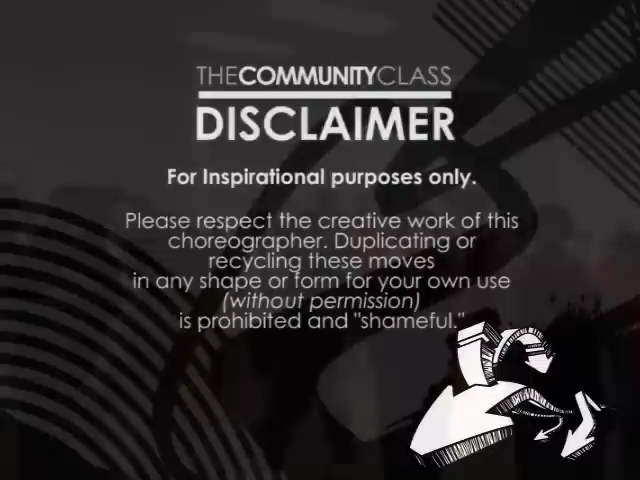 THECOMMUNITYCLASS
DISCLAIMER
For Inspirational purposes only.
Please respect the creative work of this
choreographer. Duplicating or
recycling these moves
in any shape or form for your own use
(without permission)
is prohibited and "shameful."